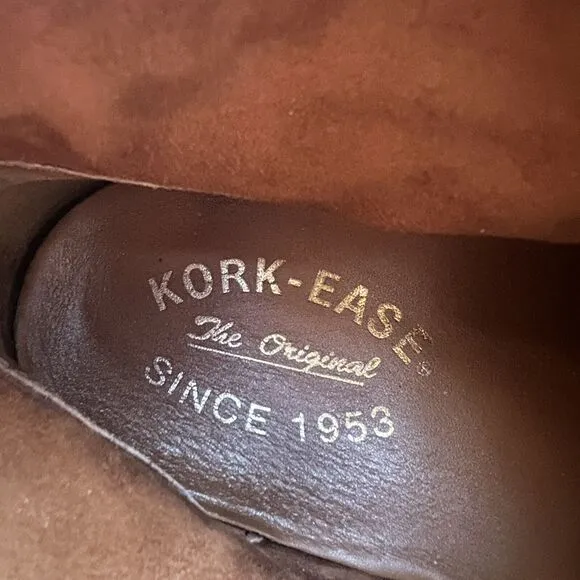 KORK-EASE®
The Original
SINCE 1953